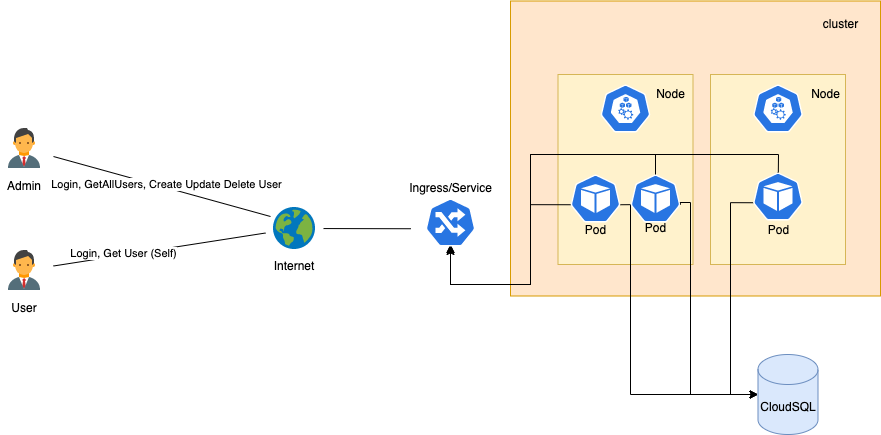 cluster
Node
Node
Admin
Login, GetAllUsers, Create Update Delete User
Ingress/Service
Pod
Pod
Pod
Login, Get User (Self)
Internet
User
CloudSQL